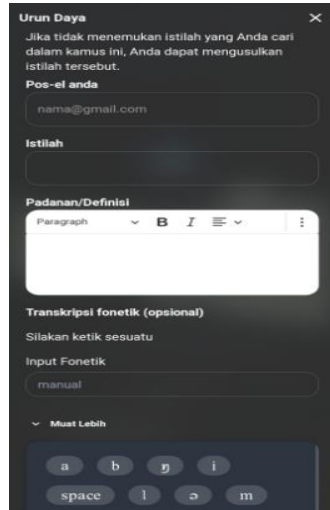 Urun Daya
Jika tidak menemukan istilah yang Anda cari
dalam kamus ini, Anda dapat mengusulkan
istilah tersebut.
Pos-el anda
nama@gmail.com
Istilah
Padanan/Definisi
Paragraph B I
Transkripsi fonetik (opsional)
Silakan ketik sesuatu
Input Fonetik
manual
Muat Lebih
a b ŋ i
space l ə m